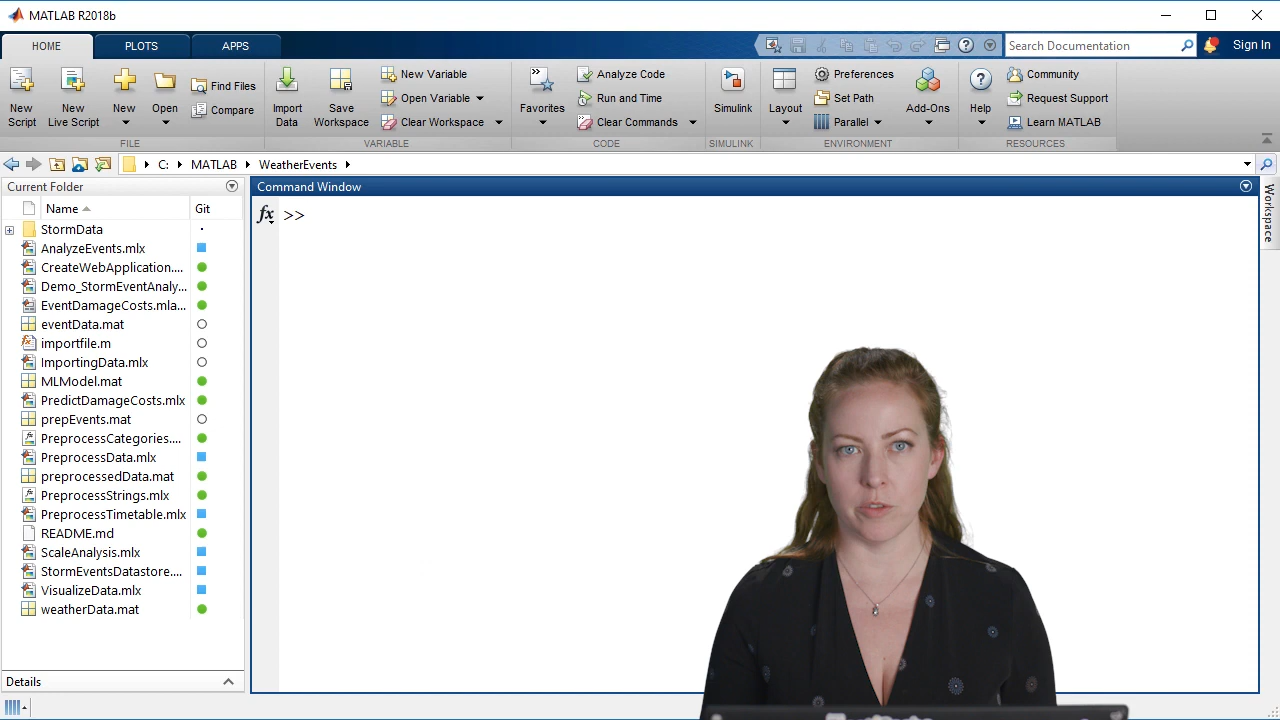 MATLAB R2018b
HOME PLOTS APPS
Search Documentation
Sign In
New Script
New Live Script
New
Open
Find Files
Compare
FILE
Import Data
Save Workspace
New Variable
Open Variable
Clear Workspace
VARIABLE
Favorites
Analyze Code
Run and Time
Clear Commands
CODE
Simulink
SIMULINK
Layout
Preferences
Set Path
Parallel
Add-Ons
ENVIRONMENT
Help
Community
Request Support
Learn MATLAB
RESOURCES
C: MATLAB WeatherEvents
Current Folder
Name Git
StormData
AnalyzeEvents.mlx
CreateWebApplication....
Demo_StormEventAnaly...
EventDamageCosts.mla...
eventData.mat
importfile.m
ImportingData.mlx
MLModel.mat
PredictDamageCosts.mlx
prepEvents.mat
PreprocessCategories....
PreprocessData.mlx
preprocessedData.mat
PreprocessStrings.mlx
PreprocessTimetable.mlx
README.md
ScaleAnalysis.mlx
StormEventsDatastore....
VisualizeData.mlx
weatherData.mat
Details
Command Window
fx >>
Workspace